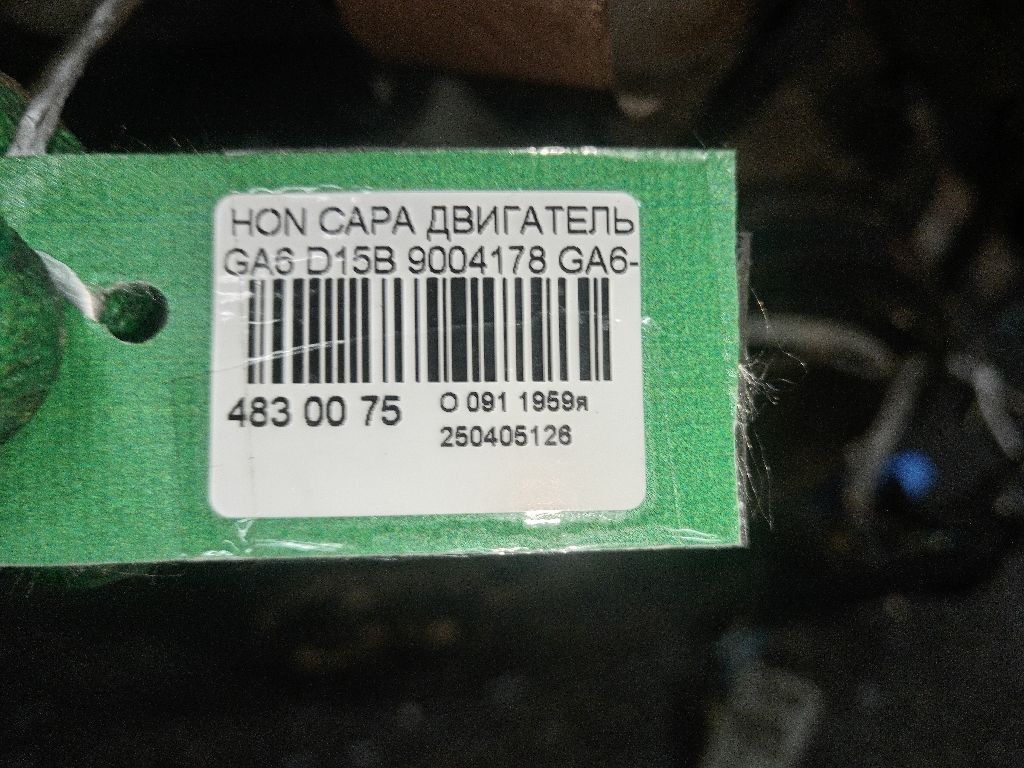 HON CAPA ДВИГАТЕЛЬ
GA6 D15B 9004178 GA6-
483 00 75
O 091 1959я
250405126